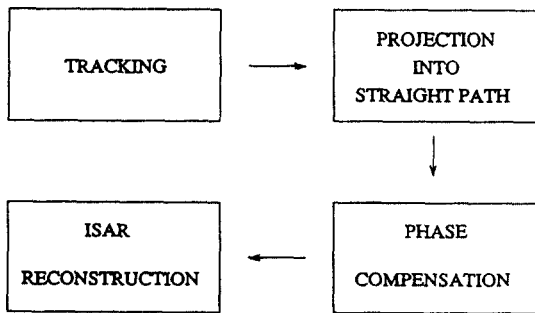 TRACKING
PROJECTION
INTO
STRAIGHT PATH
PHASE
COMPENSATION
ISAR
RECONSTRUCTION